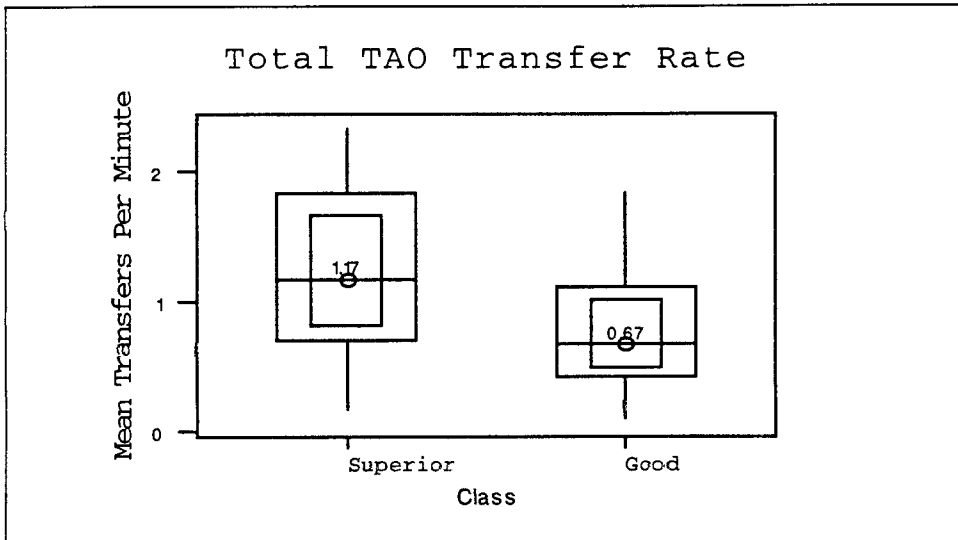 Total TAO Transfer Rate
Mean Transfers Per Minute
2
1
0
1.17
0.67
Superior
Good
Class